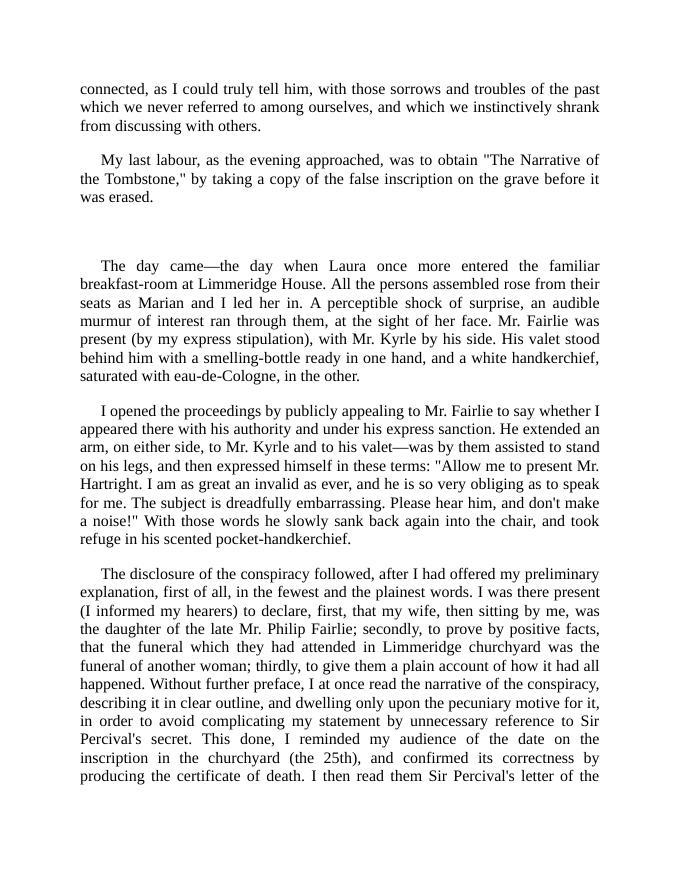 connected, as I could truly tell him, with those sorrows and troubles of the past
which we never referred to among ourselves, and which we instinctively shrank
from discussing with others.
My last labour, as the evening approached, was to obtain "The Narrative of
the Tombstone," by taking a copy of the false inscription on the grave before it
was erased.
The day came—the day when Laura once more entered the familiar
breakfast-room at Limmeridge House. All the persons assembled rose from their
seats as Marian and I led her in. A perceptible shock of surprise, an audible
murmur of interest ran through them, at the sight of her face. Mr. Fairlie was
present (by my express stipulation), with Mr. Kyrle by his side. His valet stood
behind him with a smelling-bottle ready in one hand, and a white handkerchief,
saturated with eau-de-Cologne, in the other.
I opened the proceedings by publicly appealing to Mr. Fairlie to say whether I
appeared there with his authority and under his express sanction. He extended an
arm, on either side, to Mr. Kyrle and to his valet—was by them assisted to stand
on his legs, and then expressed himself in these terms: "Allow me to present Mr.
Hartright. I am as great an invalid as ever, and he is so very obliging as to speak
for me. The subject is dreadfully embarrassing. Please hear him, and don't make
a noise!" With those words he slowly sank back again into the chair, and took
refuge in his scented pocket-handkerchief.
The disclosure of the conspiracy followed, after I had offered my preliminary
explanation, first of all, in the fewest and the plainest words. I was there present
(I informed my hearers) to declare, first, that my wife, then sitting by me, was
the daughter of the late Mr. Philip Fairlie; secondly, to prove by positive facts,
that the funeral which they had attended in Limmeridge churchyard was the
funeral of another woman; thirdly, to give them a plain account of how it had all
happened. Without further preface, I at once read the narrative of the conspiracy,
describing it in clear outline, and dwelling only upon the pecuniary motive for it,
in order to avoid complicating my statement by unnecessary reference to Sir
Percival's secret. This done, I reminded my audience of the date on the
inscription in the churchyard (the 25th), and confirmed its correctness by
producing the certificate of death. I then read them Sir Percival's letter of the